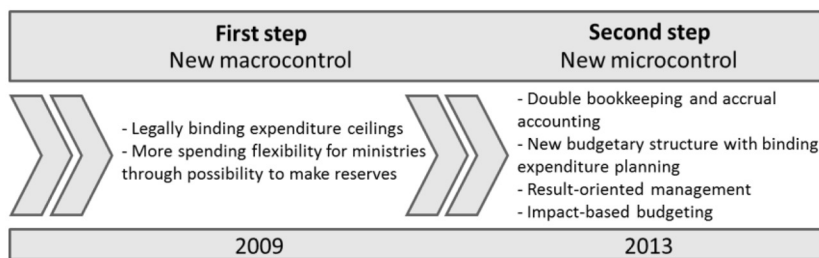 First step
New macrocontrol
Second step
New microcontrol
- Legally binding expenditure ceilings
- More spending flexibility for ministries
through possibility to make reserves
- Double bookkeeping and accrual
accounting
- New budgetary structure with binding
expenditure planning
- Result-oriented management
- Impact-based budgeting
2009
2013